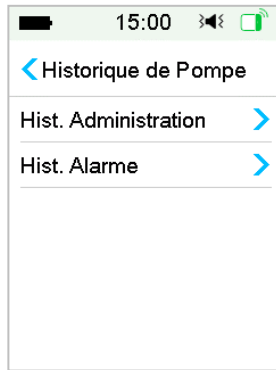 15:00
Historique de Pompe
Hist. Administration
Hist. Alarme